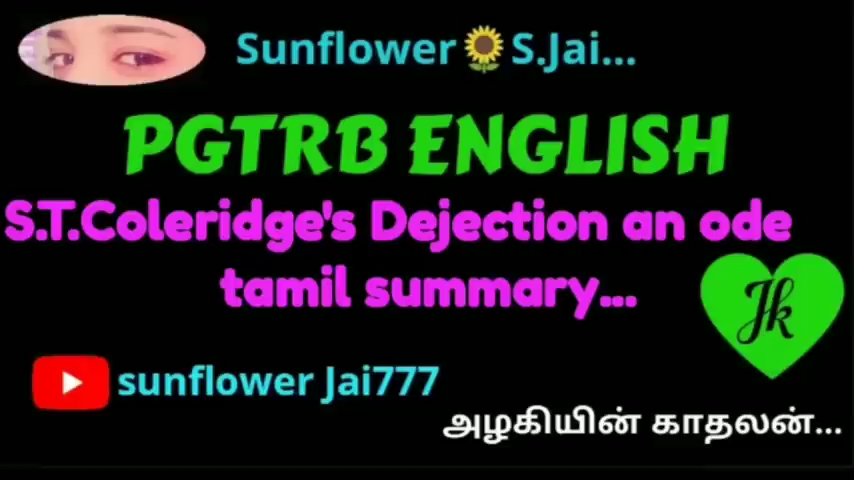 Sunflower🌻S.Jai...
PGTRB ENGLISH
S.T.Coleridge's Dejection an ode
tamil summary...
Jk
sunflower Jai777
அழகியின் காதலன்...